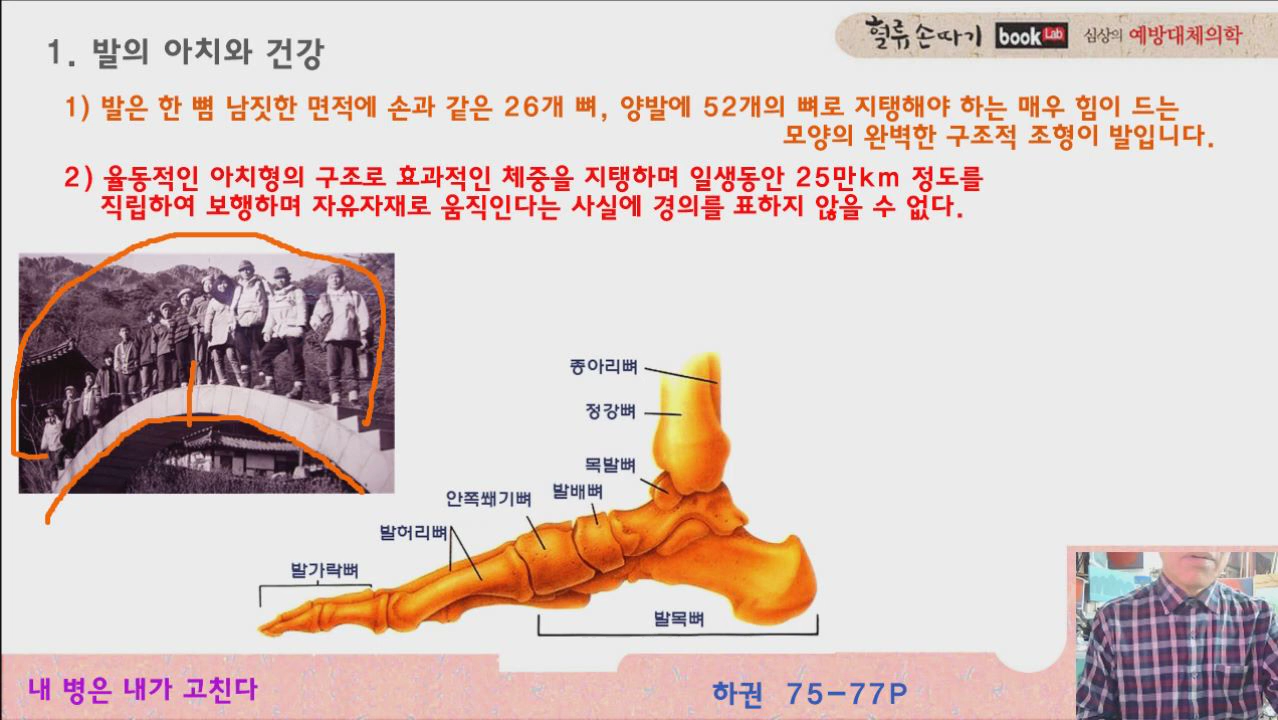 혈류 손따기 book Lab 심상의 예방대체의학
1. 발의 아치와 건강
1) 발은 한 뼘 남짓한 면적에 손과 같은 26개 뼈, 양발에 52개의 뼈로 지탱해야 하는 매우 힘이 드는
모양의 완벽한 구조적 조형이 발입니다.
2) 율동적인 아치형의 구조로 효과적인 체중을 지탱하며 일생동안 25만km 정도를
직립하여 보행하며 자유자재로 움직인다는 사실에 경의를 표하지 않을 수 없다.
종아리뼈
정강뼈
목발뼈
발배뼈
안쪽쐐기뼈
발허리뼈
발가락뼈
발목뼈
내 병은 내가 고친다
하권 75-77P